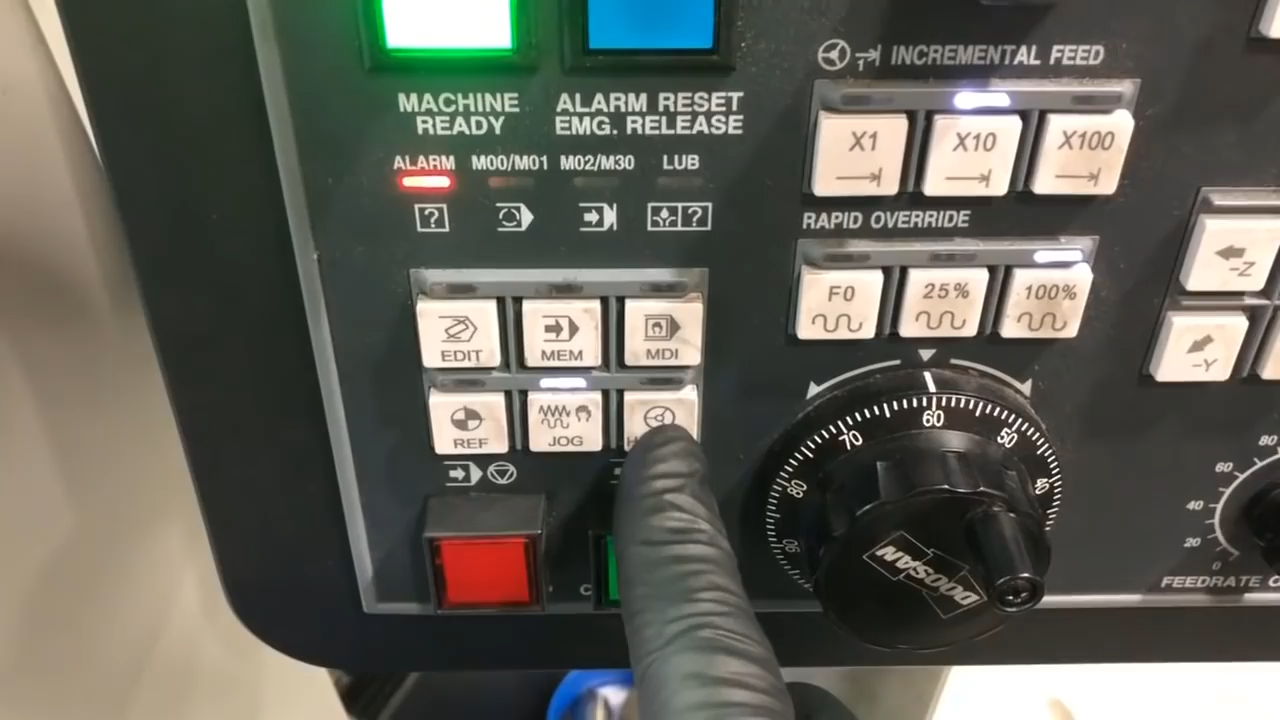 INCREMENTAL FEED
MACHINE
READY
ALARM RESET
EMG. RELEASE
ALARM M00/M01 M02/M30 LUB
? ?
X1 X10 X100
RAPID OVERRIDE
F0 25% 100%
EDIT MEM MDI
REF JOG
-Z
-Y
90 80 70 60 50 40
DOOSAN
80
60
40
20
0
FEEDRATE